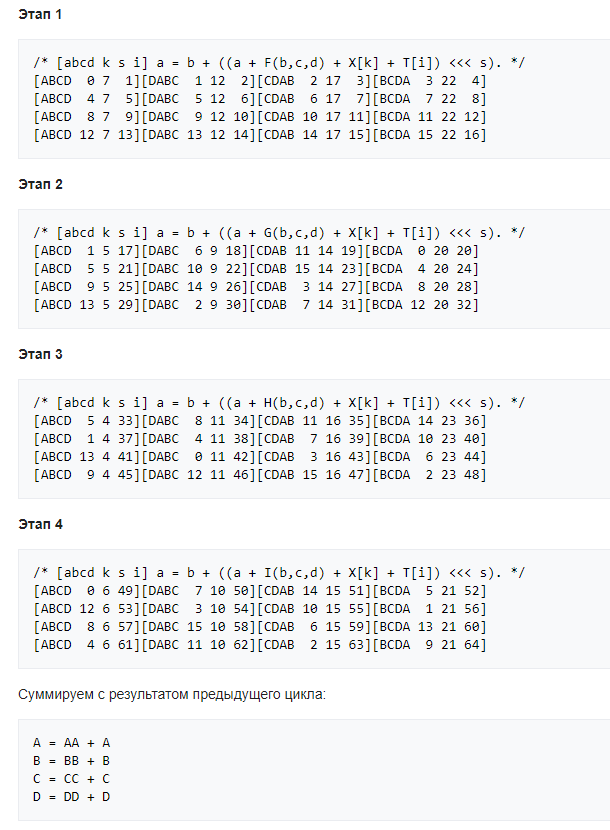 Этап 1
/* [abcd k s i] a = b + ((a + F(b,c,d) + X[k] + T[i]) <<< s). */
[ABCD  0 7  1][DABC  1 12  2][CDAB  2 17  3][BCDA  3 22  4]
[ABCD  4 7  5][DABC  5 12  6][CDAB  6 17  7][BCDA  7 22  8]
[ABCD  8 7  9][DABC  9 12 10][CDAB 10 17 11][BCDA 11 22 12]
[ABCD 12 7 13][DABC 13 12 14][CDAB 14 17 15][BCDA 15 22 16]
Этап 2
/* [abcd k s i] a = b + ((a + G(b,c,d) + X[k] + T[i]) <<< s). */
[ABCD  1 5 17][DABC  6 9 18][CDAB 11 14 19][BCDA  0 20 20]
[ABCD  5 5 21][DABC 10 9 22][CDAB 15 14 23][BCDA  4 20 24]
[ABCD  9 5 25][DABC 14 9 26][CDAB  3 14 27][BCDA  8 20 28]
[ABCD 13 5 29][DABC  2 9 30][CDAB  7 14 31][BCDA 12 20 32]
Этап 3
/* [abcd k s i] a = b + ((a + H(b,c,d) + X[k] + T[i]) <<< s). */
[ABCD  5 4 33][DABC  8 11 34][CDAB 11 16 35][BCDA 14 23 36]
[ABCD  1 4 37][DABC  4 11 38][CDAB  7 16 39][BCDA 10 23 40]
[ABCD 13 4 41][DABC  0 11 42][CDAB  3 16 43][BCDA  6 23 44]
[ABCD  9 4 45][DABC 12 11 46][CDAB 15 16 47][BCDA  2 23 48]
Этап 4
/* [abcd k s i] a = b + ((a + I(b,c,d) + X[k] + T[i]) <<< s). */
[ABCD  0 6 49][DABC  7 10 50][CDAB 14 15 51][BCDA  5 21 52]
[ABCD 12 6 53][DABC  3 10 54][CDAB 10 15 55][BCDA  1 21 56]
[ABCD  8 6 57][DABC 15 10 58][CDAB  6 15 59][BCDA 13 21 60]
[ABCD  4 6 61][DABC 11 10 62][CDAB  2 15 63][BCDA  9 21 64]
Суммируем с результатом предыдущего цикла:
A = AA + A
B = BB + B
C = CC + C
D = DD + D